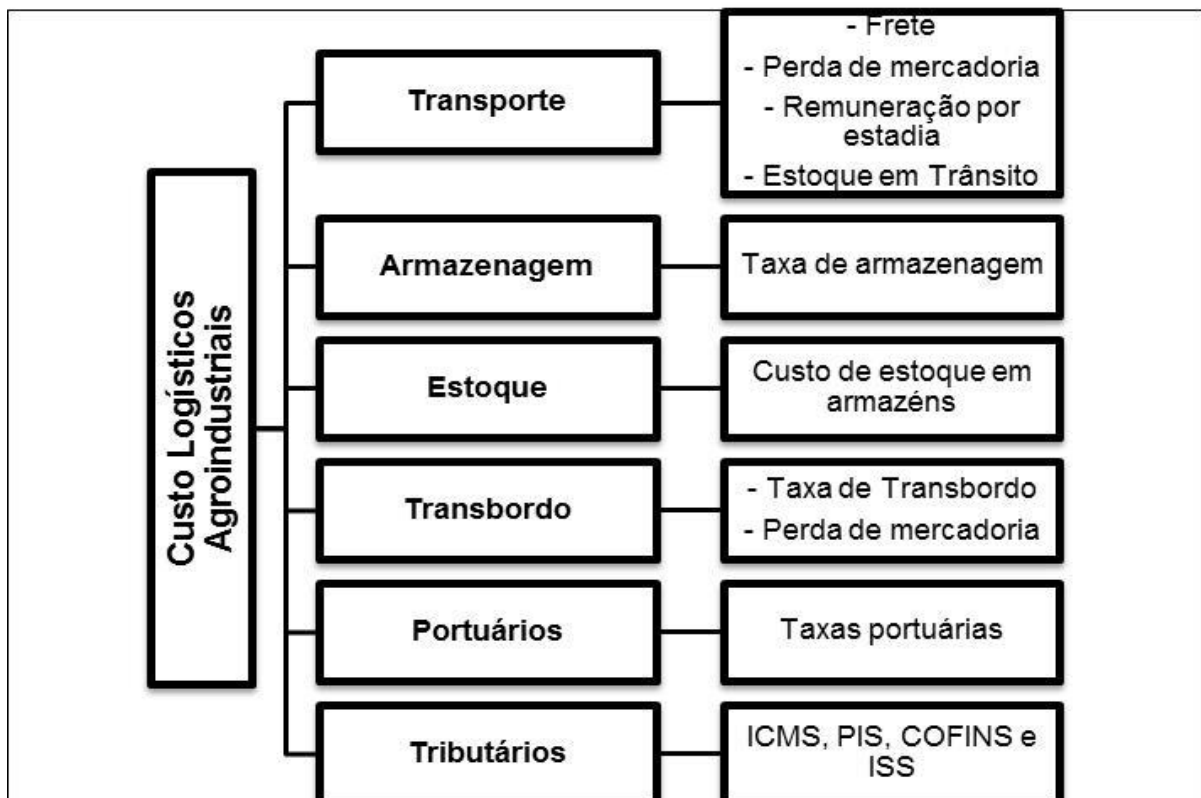 Custo Logísticos
Agroindustriais
Transporte
- Frete
- Perda de mercadoria
- Remuneração por
estadia
- Estoque em Trânsito
Armazenagem
Taxa de armazenagem
Estoque
Custo de estoque em
armazéns
Transbordo
- Taxa de Transbordo
- Perda de mercadoria
Portuários
Taxas portuárias
Tributários
ICMS, PIS, COFINS e
ISS